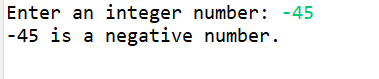 Enter an integer number: -45
-45 is a negative number.